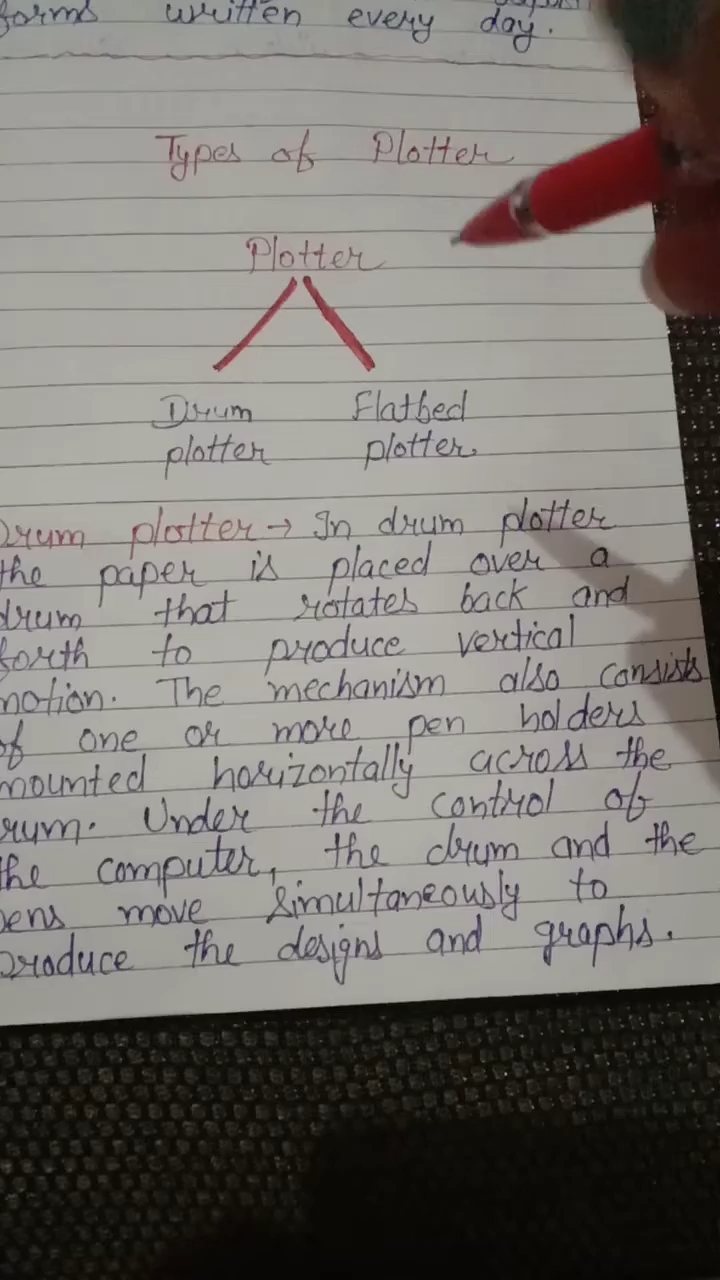 forms written every day.
Types of Plotter
Plotter
Drum Flatbed
plotter plotter.
Drum plotter → In drum plotter
the paper is placed over a
drum that rotates back and
forth to produce vertical
motion. The mechanism also consists
of one or more pen holders
mounted horizontally across the
drum. Under the control of
the computer, the drum and the
pens move simultaneously to
produce the designs and graphs.